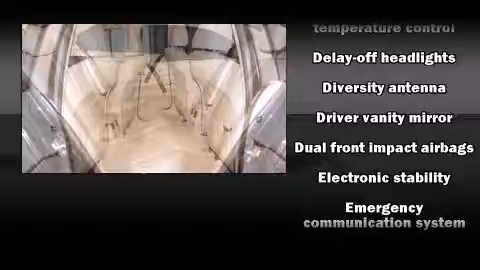 temperature control
Delay-off headlights
Diversity antenna
Driver vanity mirror
Dual front impact airbags
Electronic stability
Emergency
communication system